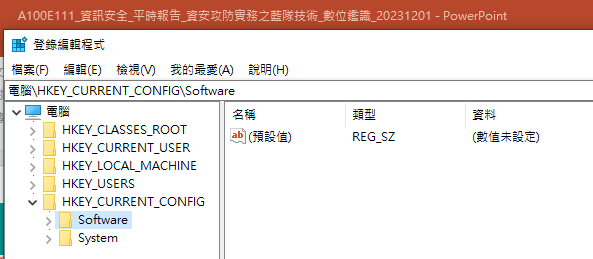 A100E111_資訊安全_平時報告_資安攻防實務之藍隊技術_數位鑑識_20231201 - PowerPoint
登錄編輯程式
檔案(F) 編輯(E) 檢視(V) 我的最愛(A) 說明(H)
電腦\HKEY_CURRENT_CONFIG\Software
電腦
HKEY_CLASSES_ROOT
HKEY_CURRENT_USER
HKEY_LOCAL_MACHINE
HKEY_USERS
HKEY_CURRENT_CONFIG
Software
System
名稱 類型 資料
ab (預設值) REG_SZ (數值未設定)